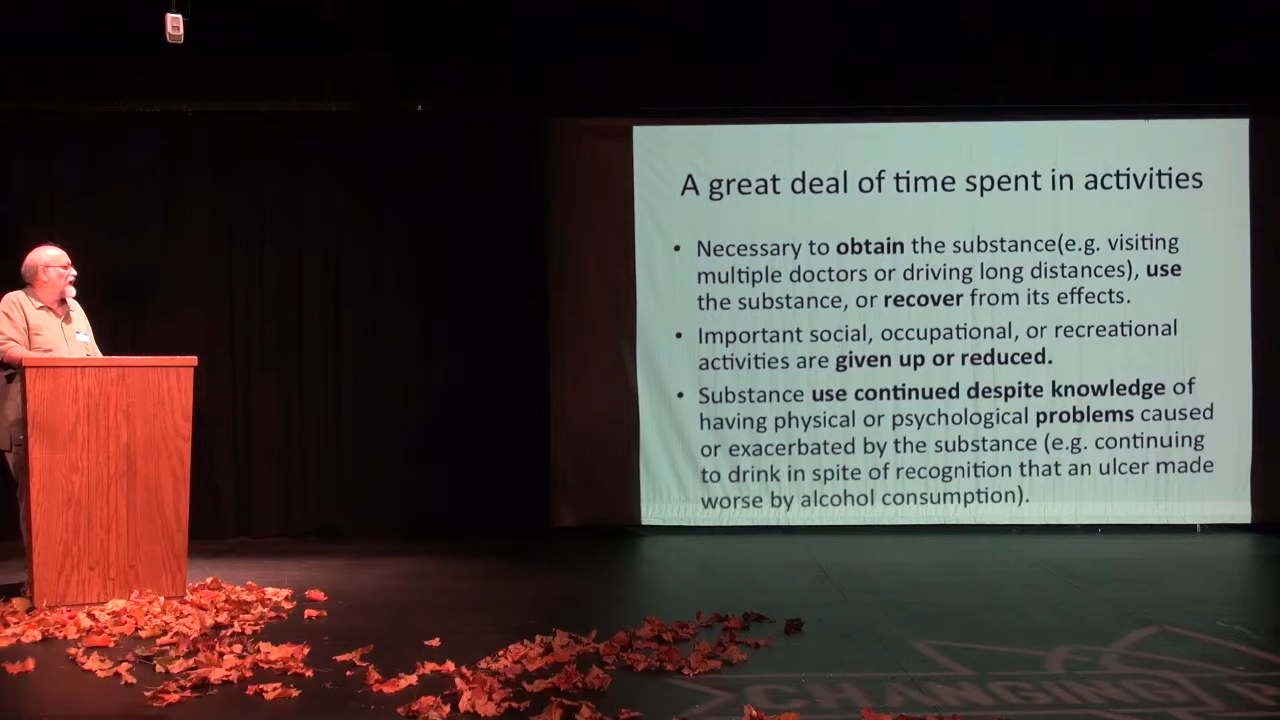 A great deal of time spent in activities
• Necessary to obtain the substance(e.g. visiting
multiple doctors or driving long distances), use
the substance, or recover from its effects.
• Important social, occupational, or recreational
activities are given up or reduced.
• Substance use continued despite knowledge of
having physical or psychological problems caused
or exacerbated by the substance (e.g. continuing
to drink in spite of recognition that an ulcer made
worse by alcohol consumption).
CHANGING